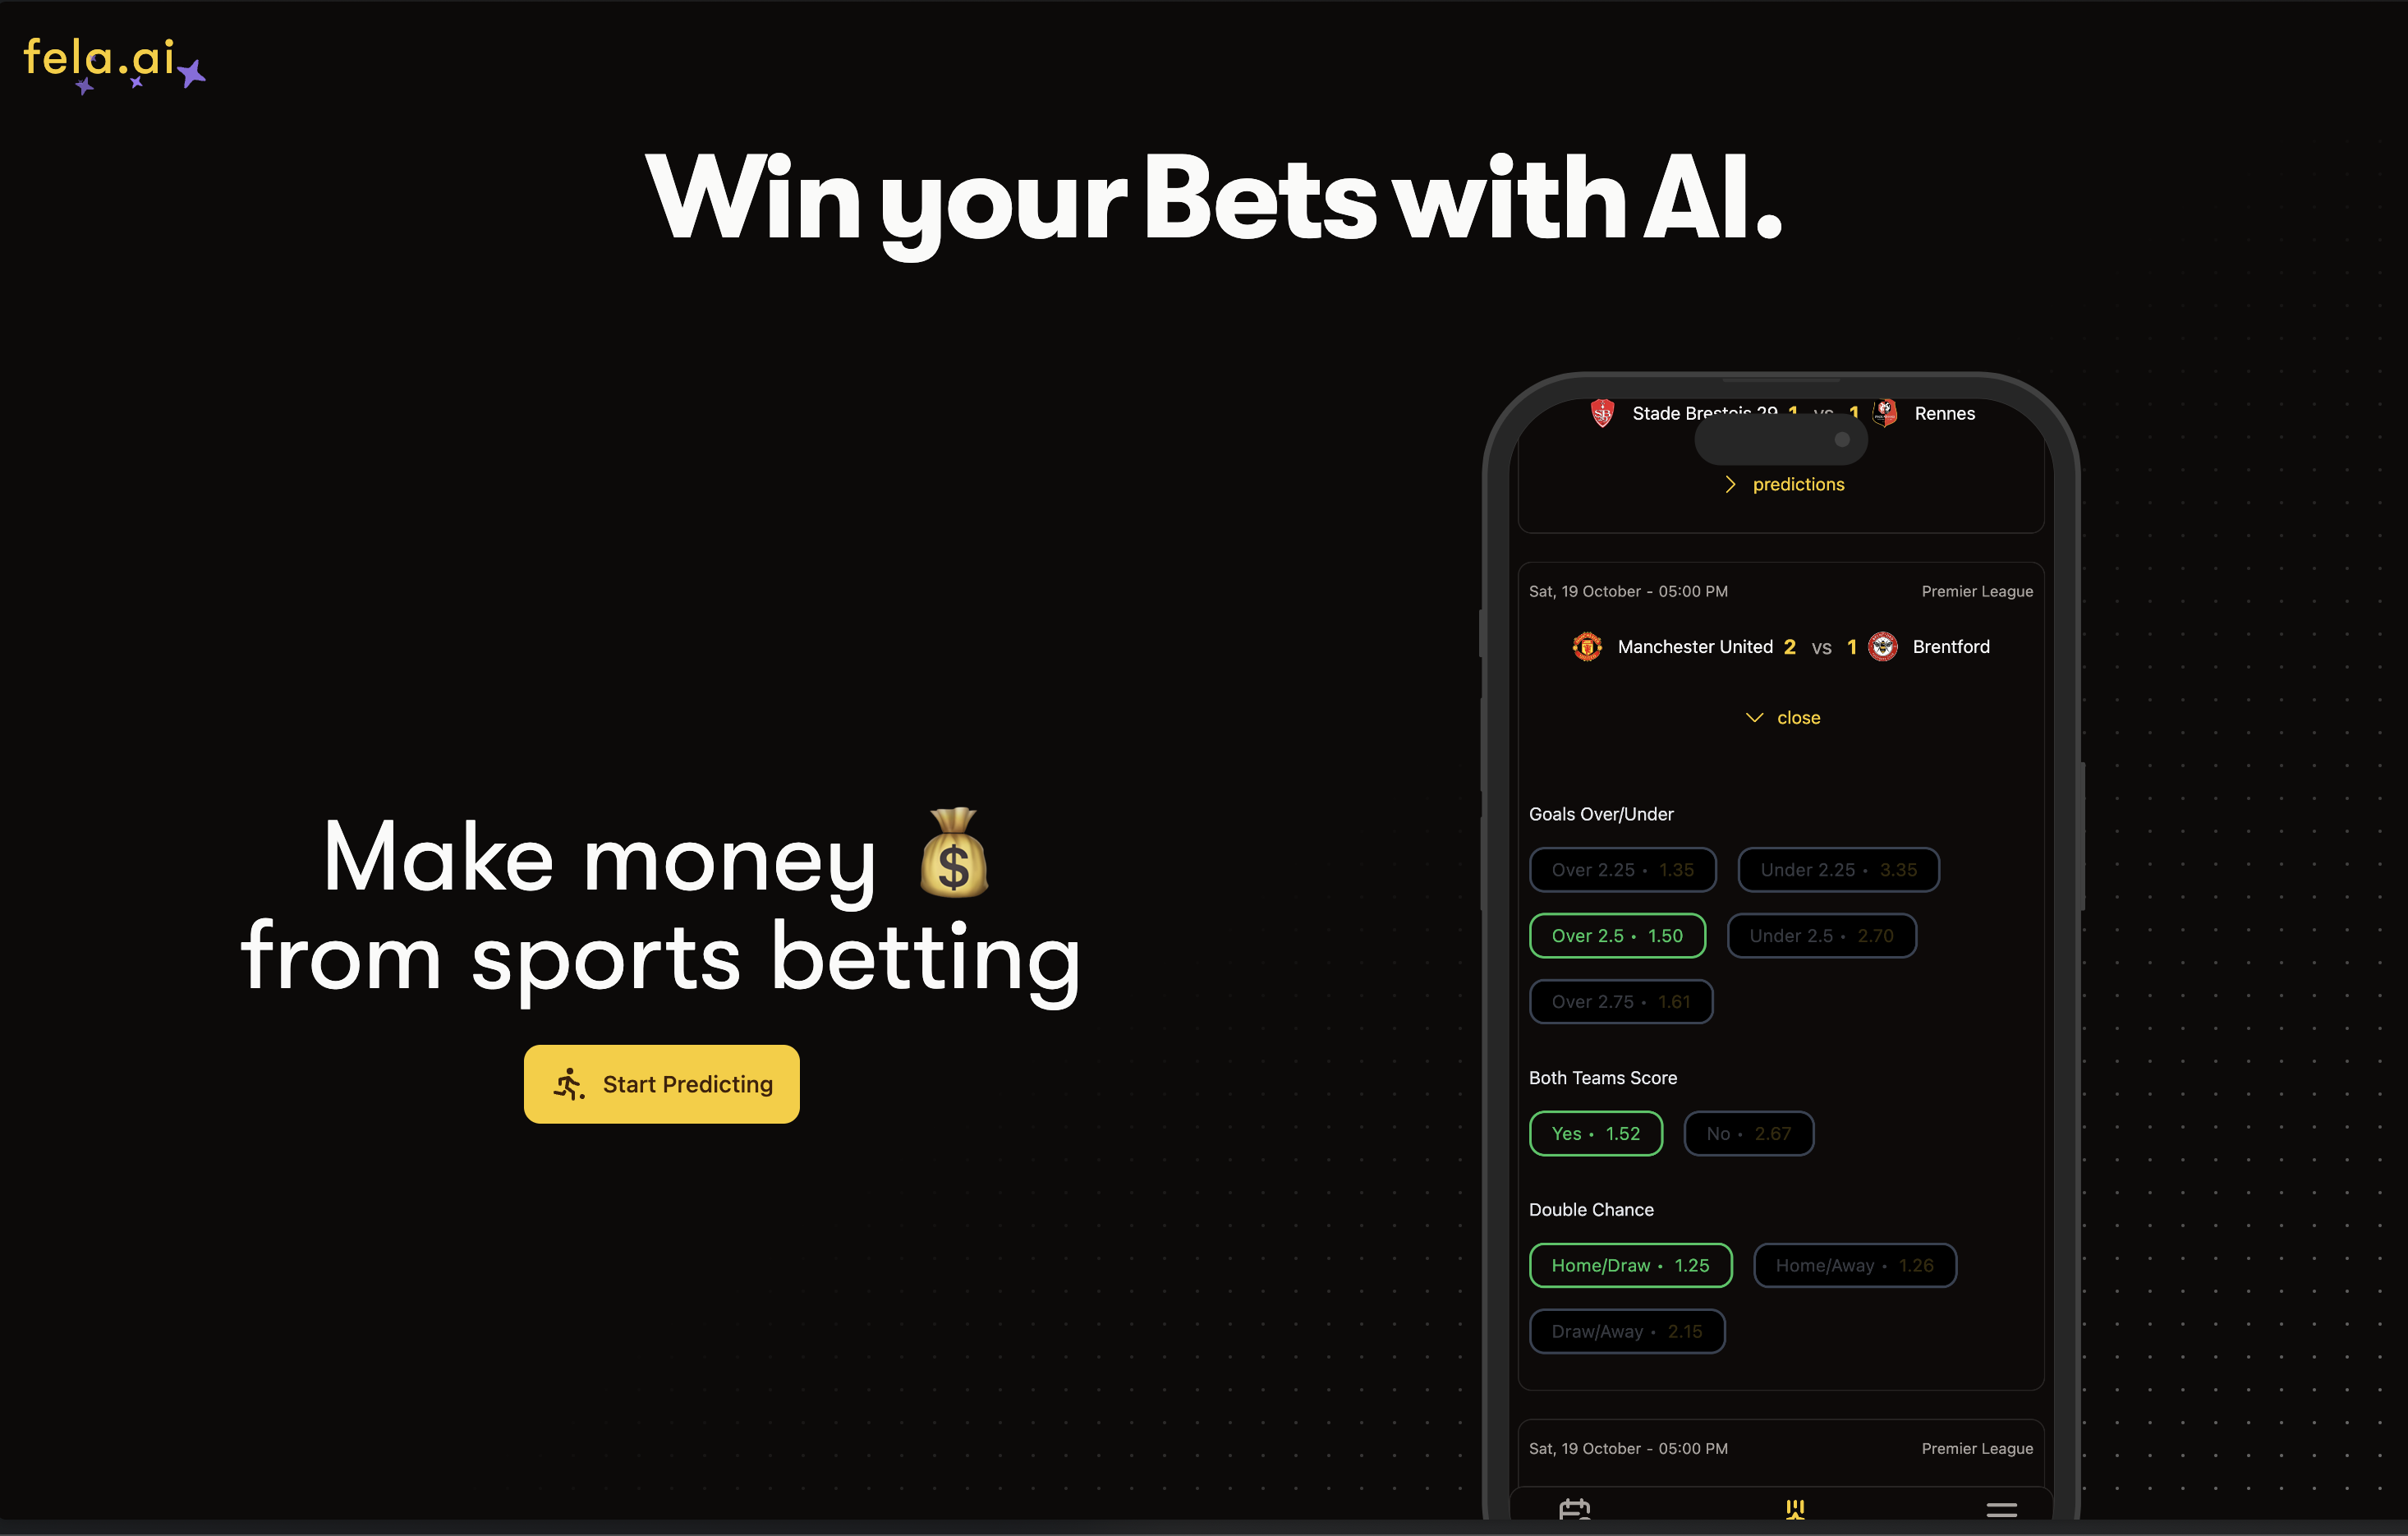 fela.ai
Win your Bets with AI.
Make money
from sports betting
Start Predicting
Stade Brestois 29 1 vs 1 Rennes
predictions
Sat, 19 October - 05:00 PM Premier League
Manchester United 2 vs 1 Brentford
close
Goals Over/Under
Over 2.25 • 1.35 Under 2.25 • 3.35
Over 2.5 • 1.50 Under 2.5 • 2.70
Over 2.75 • 1.61
Both Teams Score
Yes • 1.52 No • 2.67
Double Chance
Home/Draw • 1.25 Home/Away • 1.26
Draw/Away • 2.15
Sat, 19 October - 05:00 PM Premier League